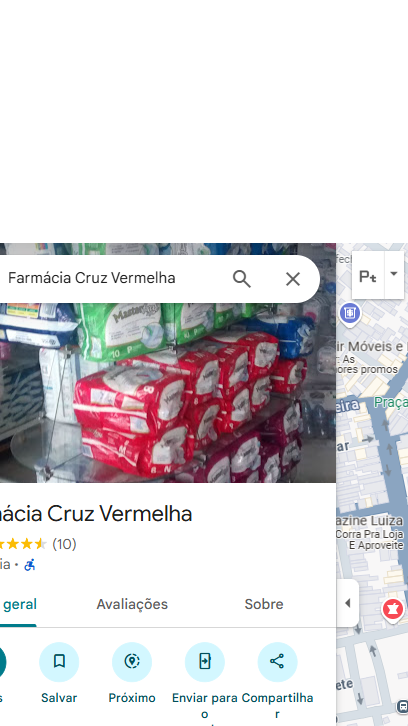 Farmácia Cruz Vermelha
Pt
ácia Cruz Vermelha
(10)
ia ·
geral
Avaliações
Sobre
s
Salvar
Próximo
Enviar para o
Compartilhar
fech
ir Móveis e
: As
ores promos
eira
Praça
ar
azine Luiza
Corra Pra Loja
E Aproveite
ete